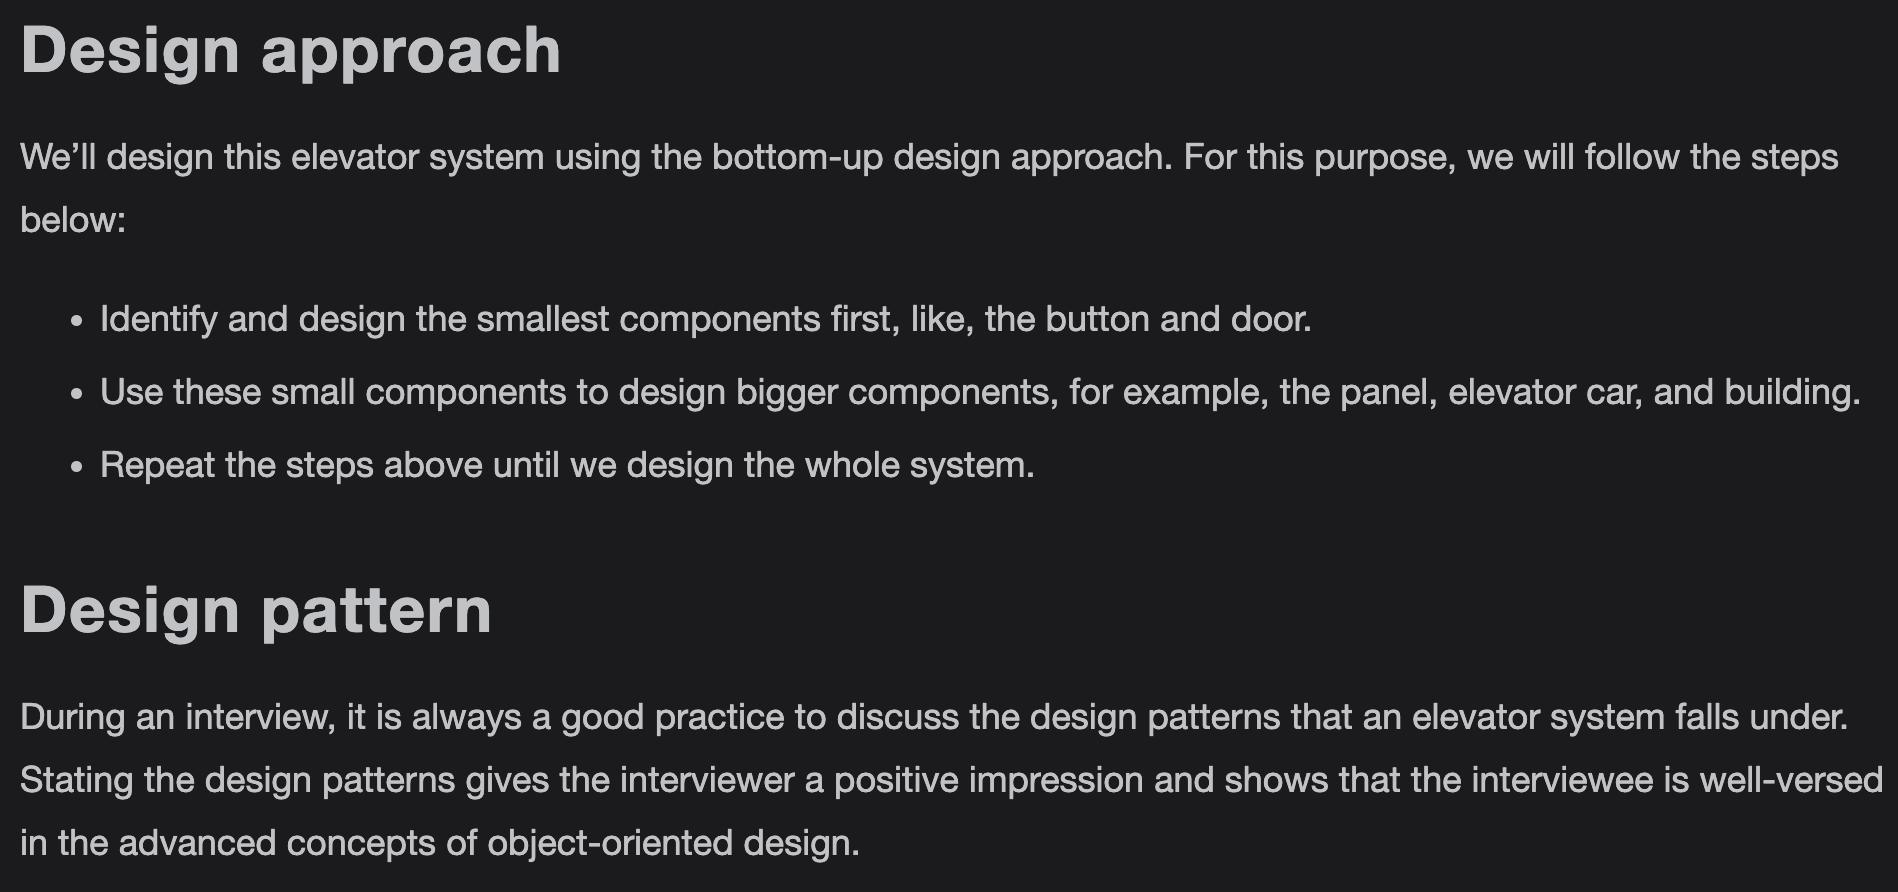 Design approach
We’ll design this elevator system using the bottom-up design approach. For this purpose, we will follow the steps
below:
• Identify and design the smallest components first, like, the button and door.
• Use these small components to design bigger components, for example, the panel, elevator car, and building.
• Repeat the steps above until we design the whole system.
Design pattern
During an interview, it is always a good practice to discuss the design patterns that an elevator system falls under.
Stating the design patterns gives the interviewer a positive impression and shows that the interviewee is well-versed
in the advanced concepts of object-oriented design.